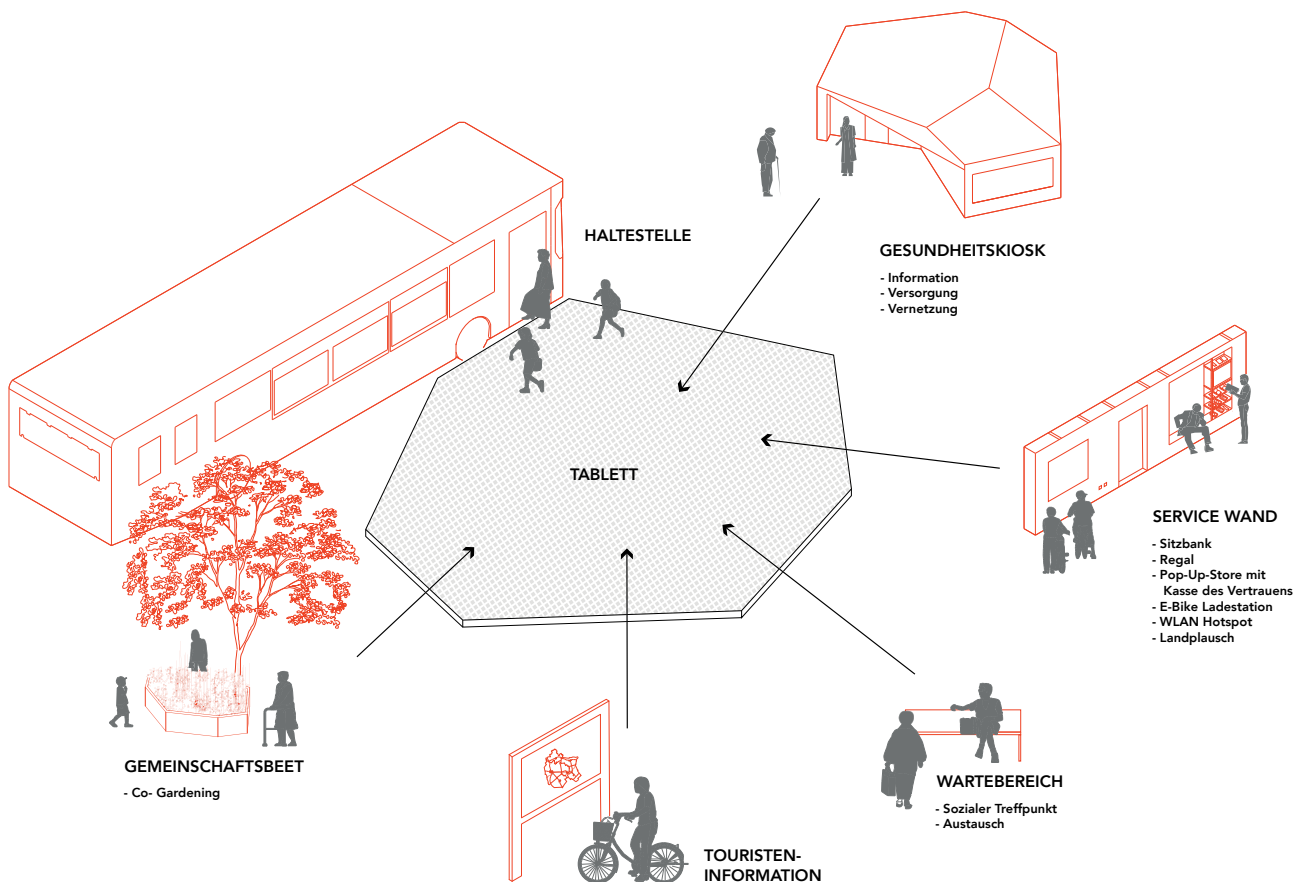 HALTESTELLE
GESUNDHEITSKIOSK
- Information
- Versorgung
- Vernetzung
TABLETT
SERVICE WAND
- Sitzbank
- Regal
- Pop-Up-Store mit
Kasse des Vertrauens
- E-Bike Ladestation
- WLAN Hotspot
- Landplausch
GEMEINSCHAFTSBEET
- Co- Gardening
WARTEBEREICH
- Sozialer Treffpunkt
- Austausch
TOURISTEN-
INFORMATION